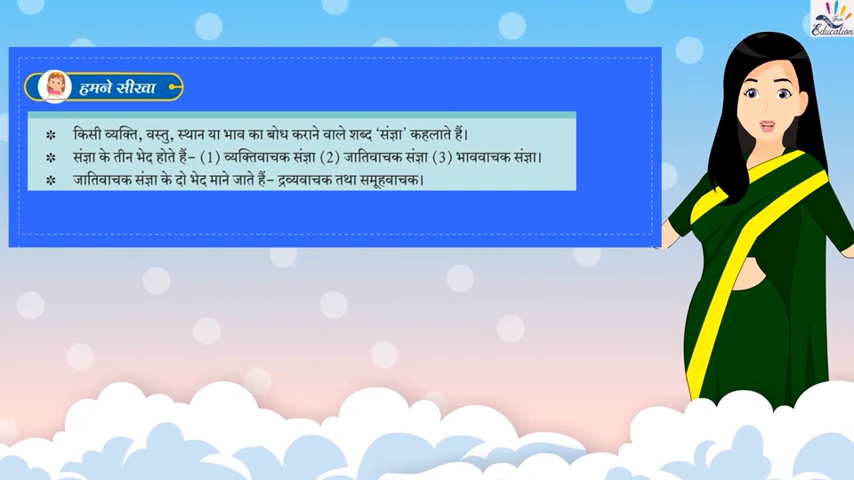 Fun
Education
हमने सीखा
* किसी व्यक्ति, वस्तु, स्थान या भाव का बोध कराने वाले शब्द ‘संज्ञा’ कहलाते हैं।
* संज्ञा के तीन भेद होते हैं– (1) व्यक्तिवाचक संज्ञा (2) जातिवाचक संज्ञा (3) भाववाचक संज्ञा।
* जातिवाचक संज्ञा के दो भेद माने जाते हैं– द्रव्यवाचक तथा समूहवाचक।